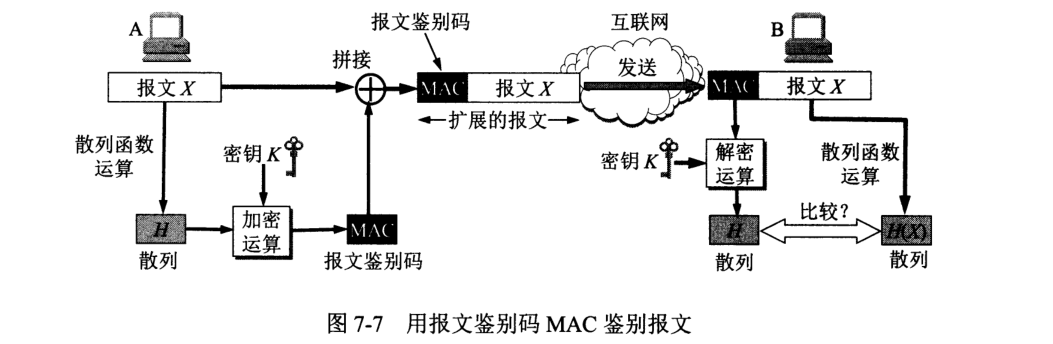 A
报文鉴别码
互联网
B
拼接
报文 X
MAC
报文 X
发送
MAC
报文 X
扩展的报文
散列函数
运算
密钥 K
密钥 K
解密
运算
散列函数
运算
H
加密
运算
MAC
H
比较?
H(X)
散列
报文鉴别码
散列
散列
图 7-7 用报文鉴别码 MAC 鉴别报文